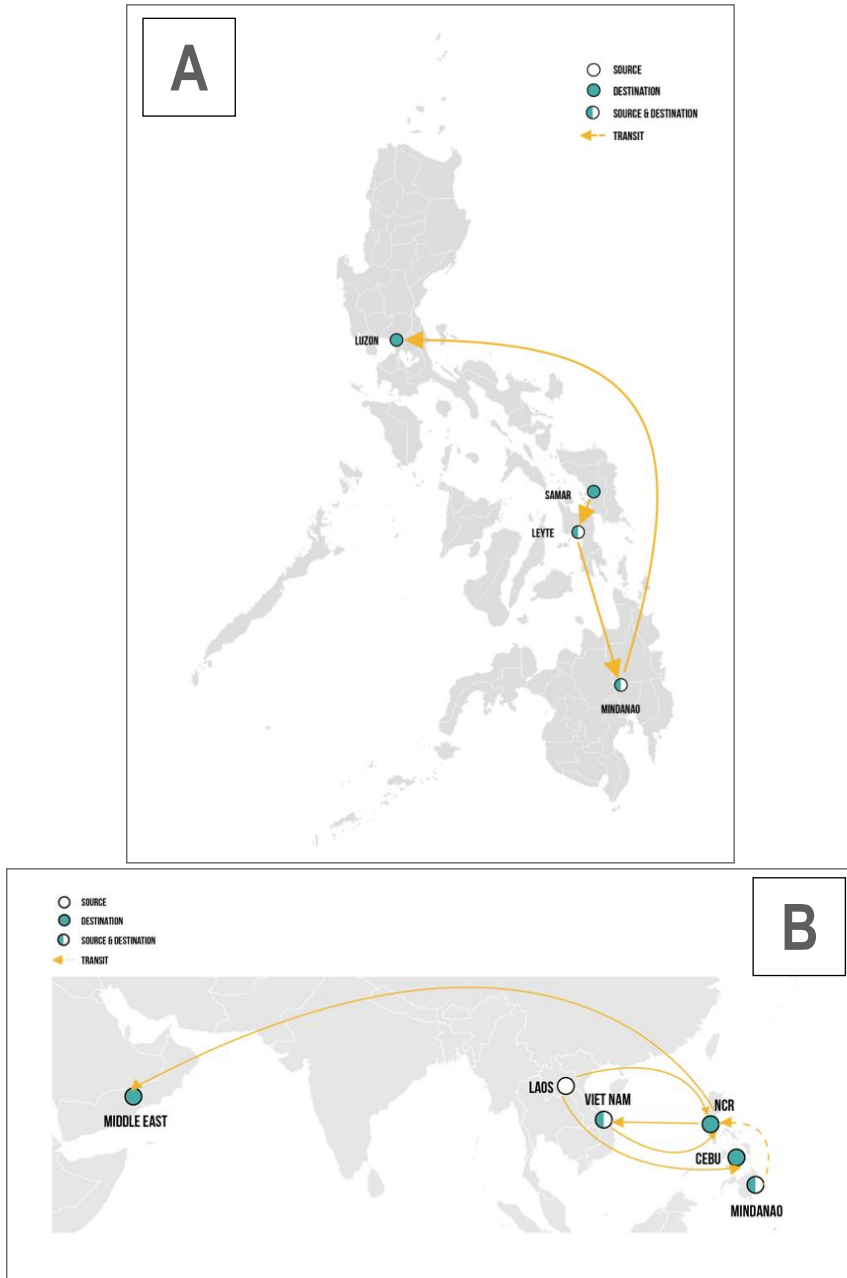 A
SOURCE
DESTINATION
SOURCE & DESTINATION
TRANSIT
LUZON
SAMAR
LEYTE
MINDANAO
B
SOURCE
DESTINATION
SOURCE & DESTINATION
TRANSIT
LAOS
VIET NAM
NCR
MIDDLE EAST
CEBU
MINDANAO